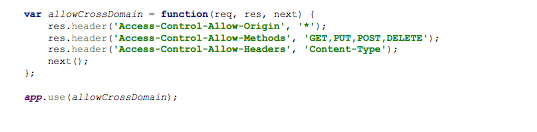 var allowCrossDomain = function(req, res, next) {
    res.header('Access-Control-Allow-Origin', '*');
    res.header('Access-Control-Allow-Methods', 'GET,PUT,POST,DELETE');
    res.header('Access-Control-Allow-Headers', 'Content-Type');
    next();
};

app.use(allowCrossDomain);